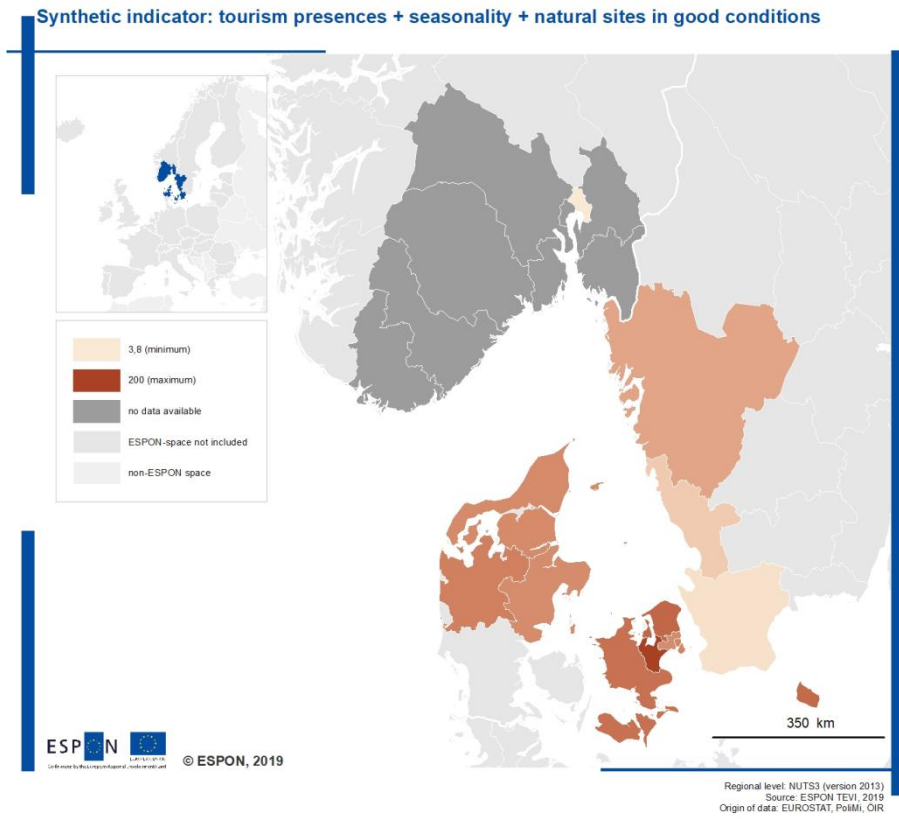 Synthetic indicator: tourism presences + seasonality + natural sites in good conditions
3,8 (minimum)
200 (maximum)
no data available
ESPON-space not included
non-ESPON space
350 km
ESPON
© ESPON, 2019
Regional level: NUTS3 (version 2013)
Source: ESPON TEVI, 2019
Origin of data: EUROSTAT, PoliMi, ÖIR